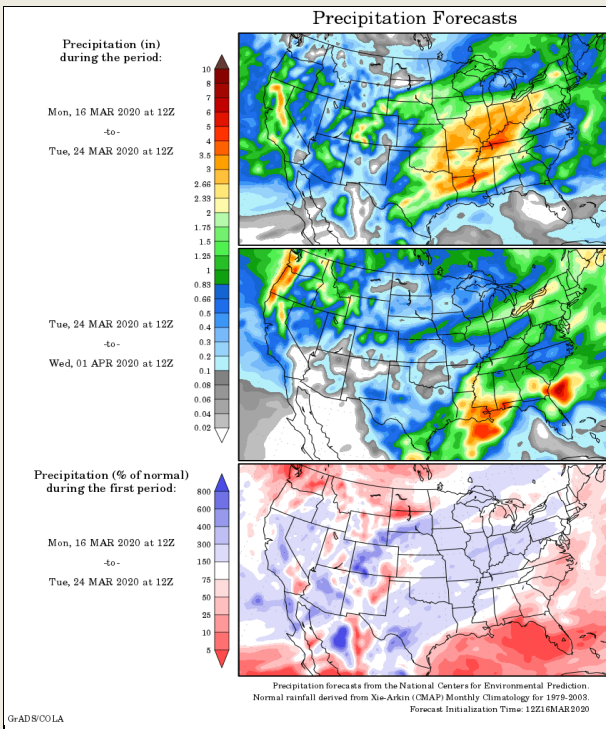 Precipitation Forecasts
Precipitation (in)
during the period:
Mon, 16 MAR 2020 at 12Z
-to-
Tue, 24 MAR 2020 at 12Z
10
8
7
6
5
4
3.5
3
2.66
2.33
2
1.75
1.5
1.25
1
0.83
0.66
0.5
0.4
0.3
0.2
0.1
0.08
0.06
0.04
0.02
Tue, 24 MAR 2020 at 12Z
-to-
Wed, 01 APR 2020 at 12Z
Precipitation (% of normal)
during the first period:
Mon, 16 MAR 2020 at 12Z
-to-
Tue, 24 MAR 2020 at 12Z
800
600
400
300
150
75
50
25
10
5
Precipitation forecasts from the National Centers for Environmental Prediction.
Normal rainfall derived from Xie-Arkin (CMAP) Monthly Climatology for 1979-2003.
Forecast Initialization Time: 12Z16MAR2020
GrADS/COLA